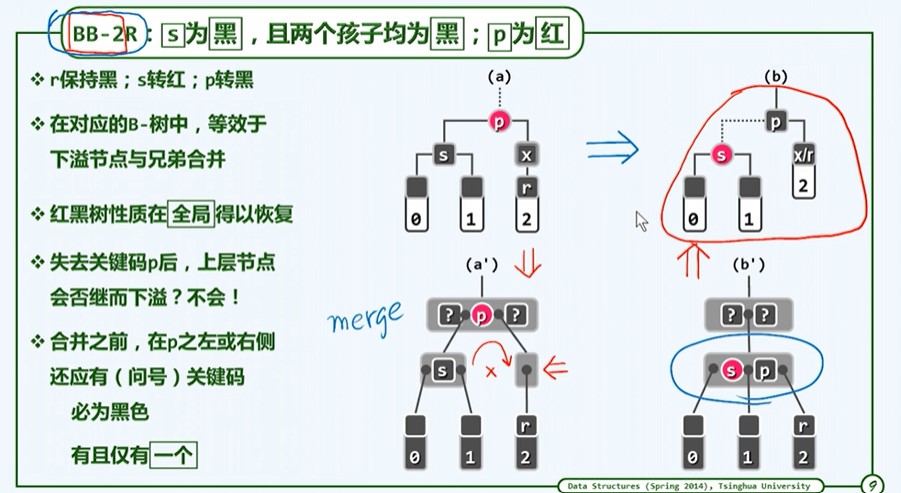 BB-2R：s为黑，且两个孩子均为黑；p为红
❖ r保持黑；s转红；p转黑
❖ 在对应的B-树中，等效于
下溢节点与兄弟合并
❖ 红黑树性质在全局得以恢复
❖ 失去关键码p后，上层节点
会否继而下溢？不会！
❖ 合并之前，在p之左或右侧
还应有（问号）关键码
必为黑色
有且仅有一个
(a)
p
s x
r
0 1 2
(b)
p
s x/r
2
0 1
merge
(a')
? p ?
s x
r
0 1 2
(b')
? ?
s p
r
0 1 2
Data Structures (Spring 2014), Tsinghua University
9